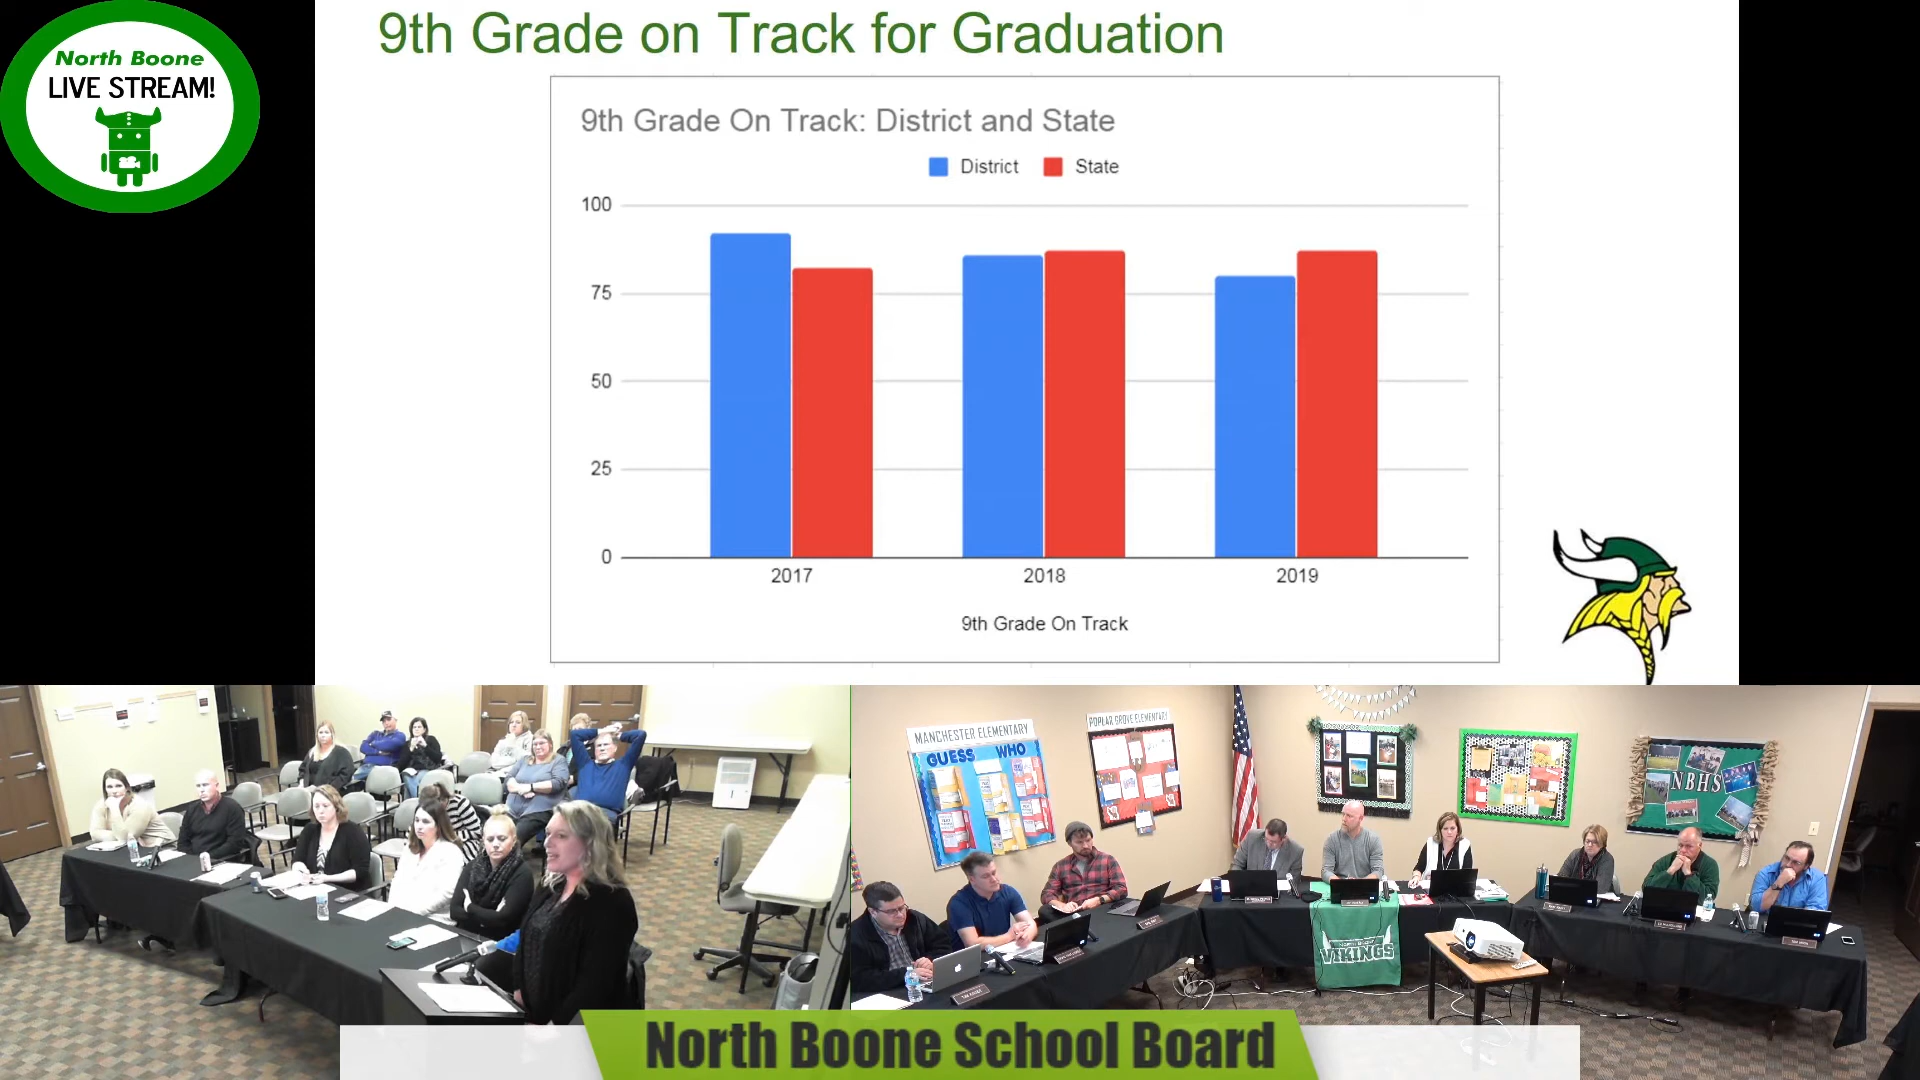 North Boone
LIVE STREAM!
9th Grade on Track for Graduation
9th Grade On Track: District and State
District
State
100
75
50
25
0
2017
2018
2019
9th Grade On Track
MANCHESTER ELEMENTARY
GUESS WHO
POPLAR GROVE ELEMENTARY
NBHS
VIKINGS
North Boone School Board